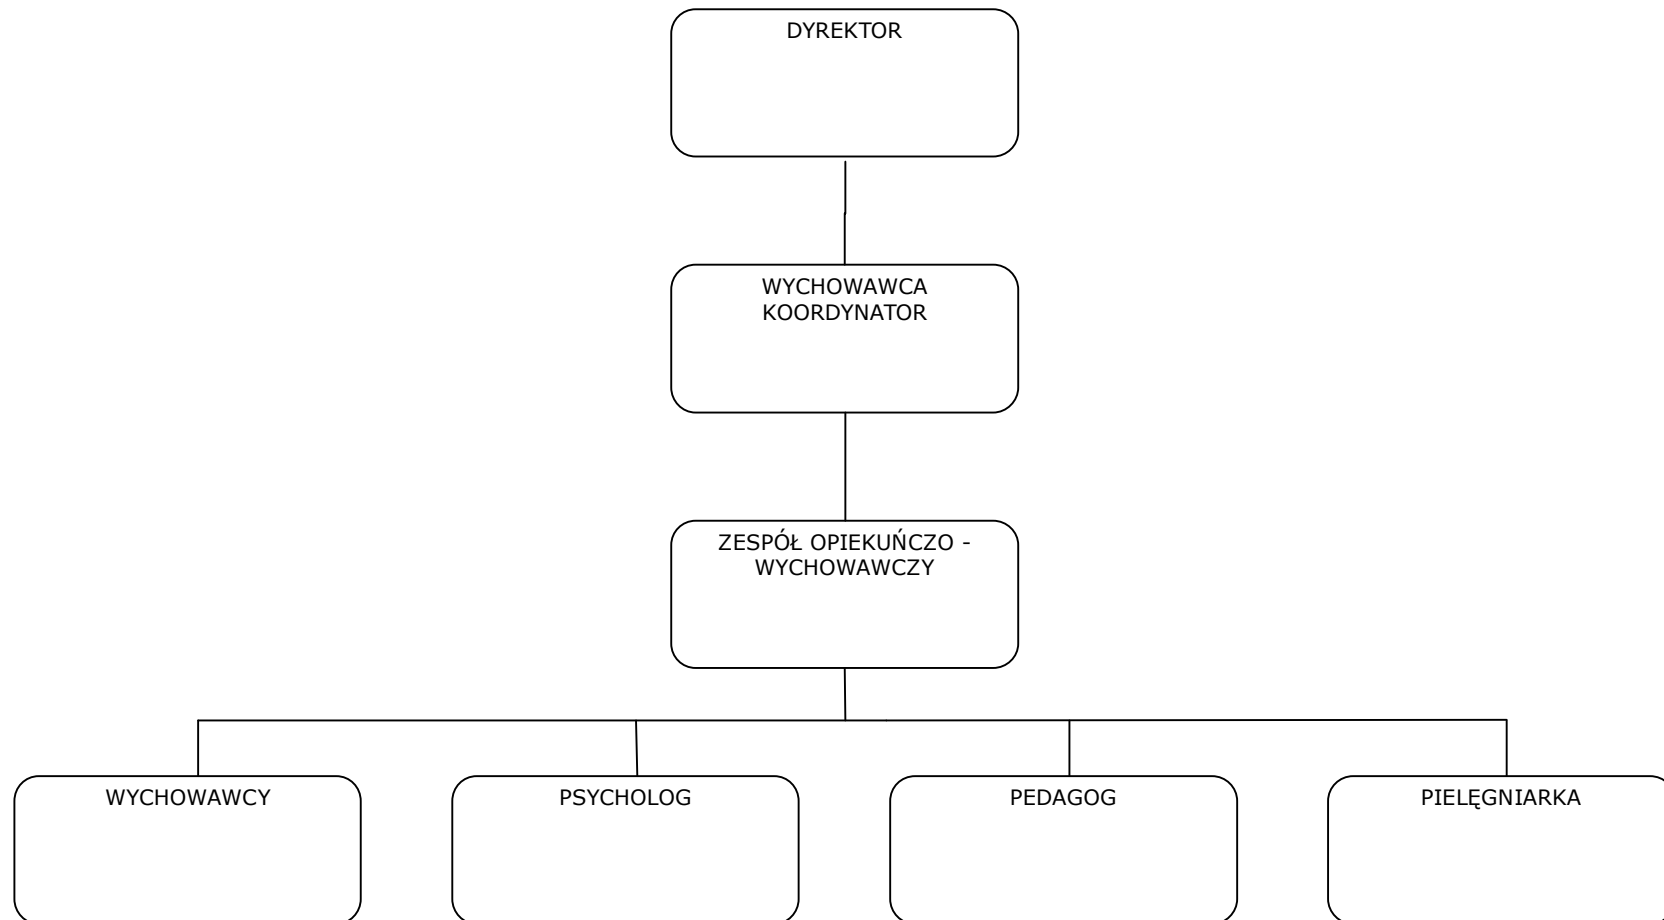 DYREKTOR
WYCHOWAWCA
KOORDYNATOR
ZESPÓŁ OPIEKUŃCZO -
WYCHOWAWCZY
WYCHOWAWCY
PSYCHOLOG
PEDAGOG
PIELĘGNIARKA